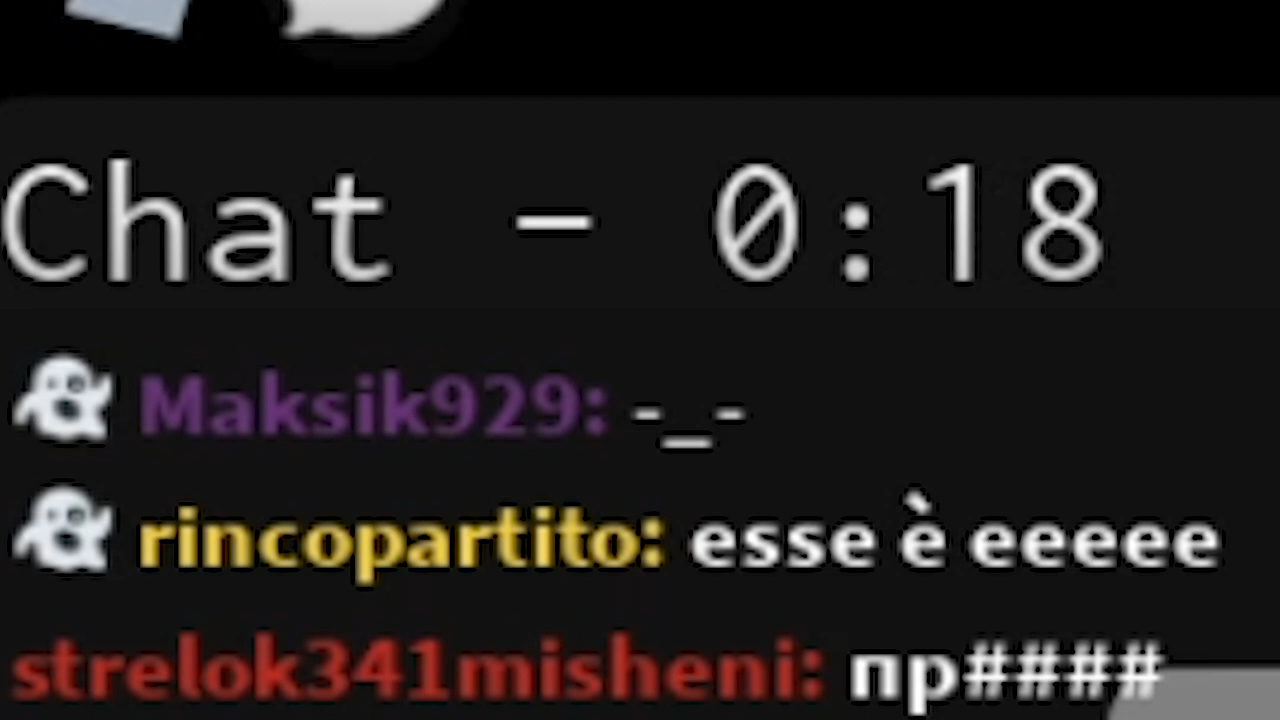 Chat - 0:18
Maksik929: -_-
rincopartito: esse è eeeee
strelok341misheni: пр####